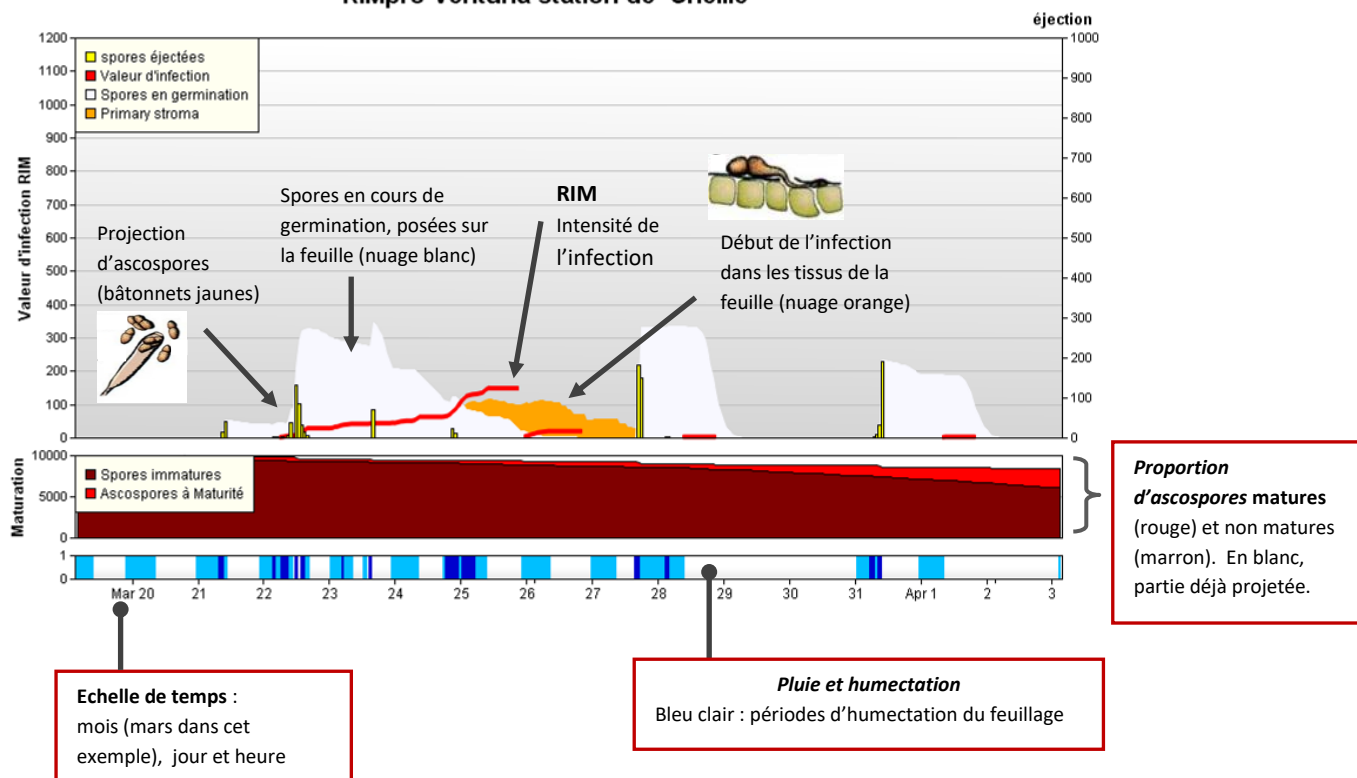 RIMpro-Venturia station de Cheillé
éjection
1200
1100
1000
900
800
700
600
500
400
300
200
100
0
Valeur d'infection RIM
1000
900
800
700
600
500
400
300
200
100
0
spores éjectées
Valeur d'infection
Spores en germination
Primary stroma
Projection
d'ascospores
(bâtonnets jaunes)
Spores en cours de
germination, posées sur
la feuille (nuage blanc)
RIM
Intensité de
l'infection
Début de l'infection
dans les tissus de la
feuille (nuage orange)
Maturation
10000
5000
0
Spores immatures
Ascospores à Maturité
1
0
Mar 20 21 22 23 24 25 26 27 28 29 30 31 Apr 1 2 3
Proportion
d'ascospores matures
(rouge) et non matures
(marron). En blanc,
partie déjà projetée.
Echelle de temps :
mois (mars dans cet
exemple), jour et heure
Pluie et humectation
Bleu clair : périodes d'humectation du feuillage